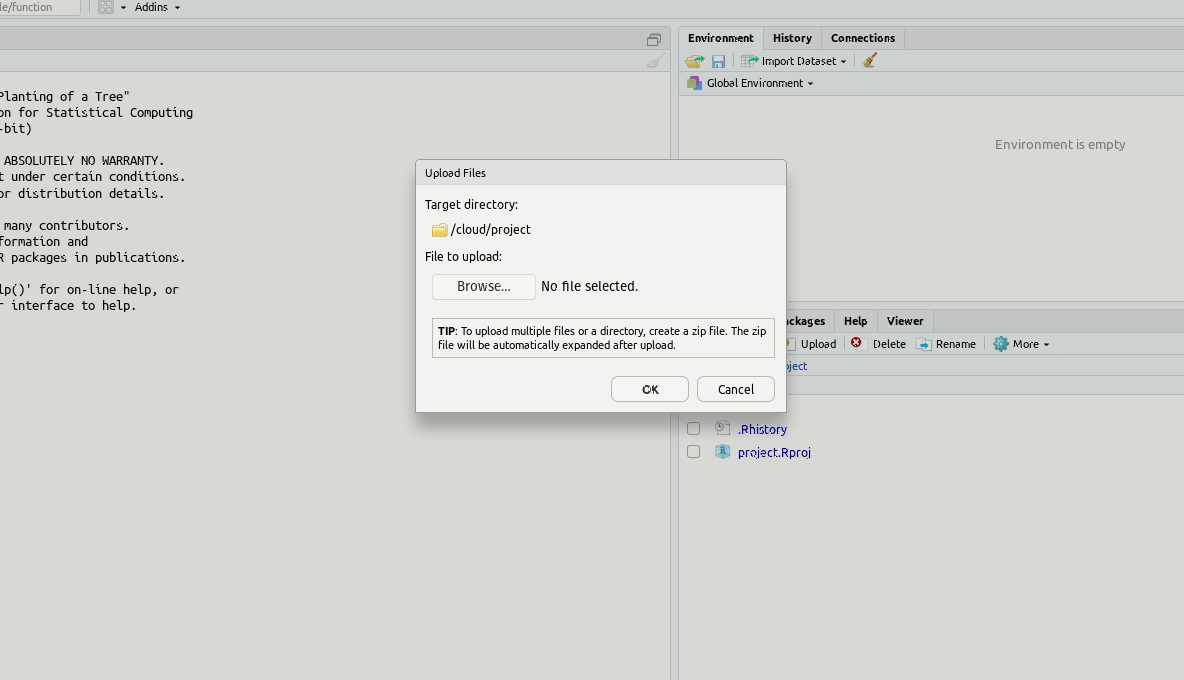 le/function
Addins
Environment History Connections
Import Dataset
Global Environment
Environment is empty
Planting of a Tree"
on for Statistical Computing
-bit)
ABSOLUTELY NO WARRANTY.
t under certain conditions.
or distribution details.
many contributors.
formation and
R packages in publications.
lp()' for on-line help, or
r interface to help.
Upload Files
Target directory:
/cloud/project
File to upload:
Browse... No file selected.
TIP: To upload multiple files or a directory, create a zip file. The zip
file will be automatically expanded after upload.
OK Cancel
ckages Help Viewer
Upload Delete Rename More
oject
.Rhistory
project.Rproj